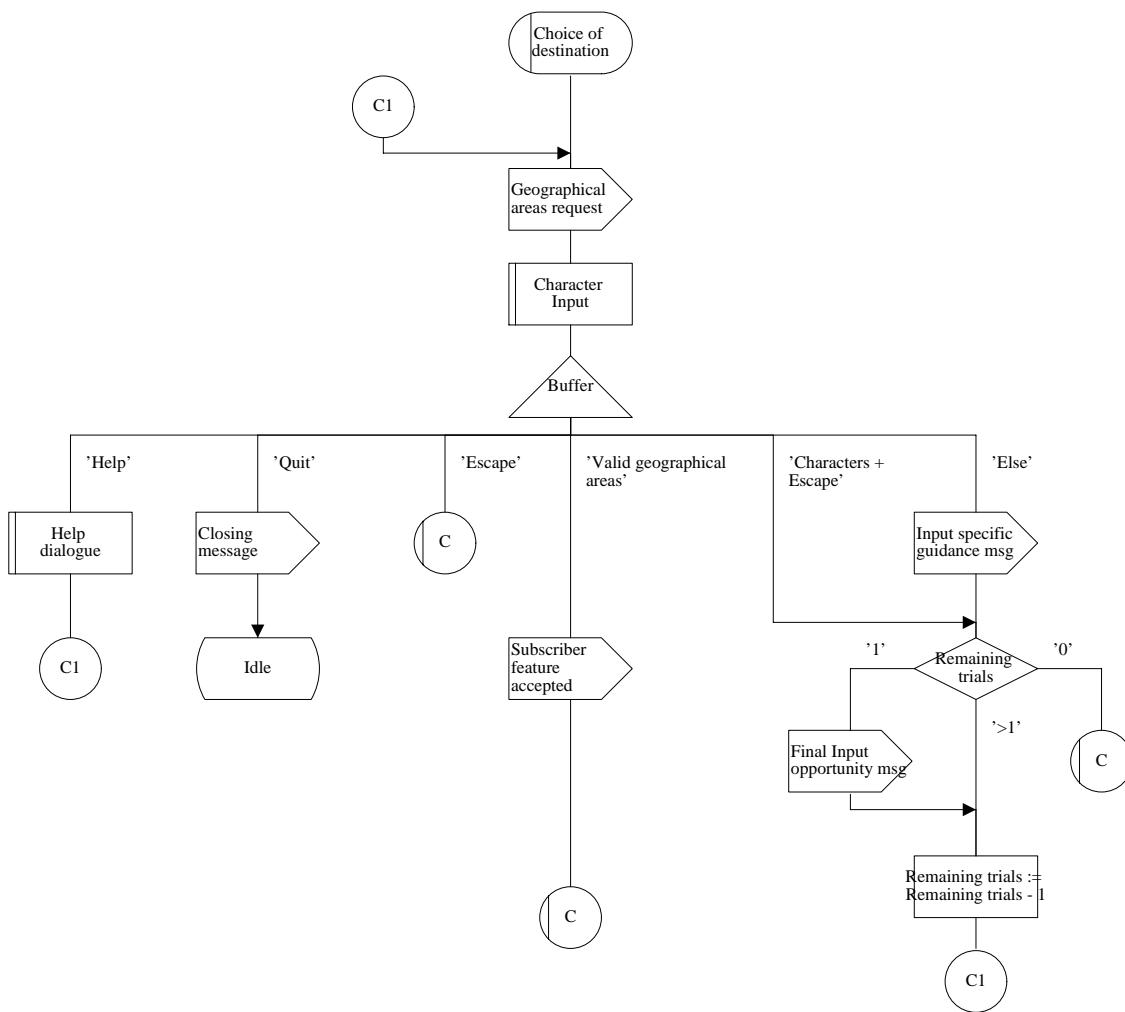 Choice of
destination
C1
Geographical
areas request
Character
Input
Buffer
’Help’
’Quit’
’Escape’
’Valid geographical
areas’
’Characters +
Escape’
’Else’
Help
dialogue
Closing
message
C
Input specific
guidance msg
C1
Idle
Subscriber
feature
accepted
’1’
Remaining
trials
’0’
’>1’
Final Input
opportunity msg
C
Remaining trials :=
Remaining trials - 1
C
C1